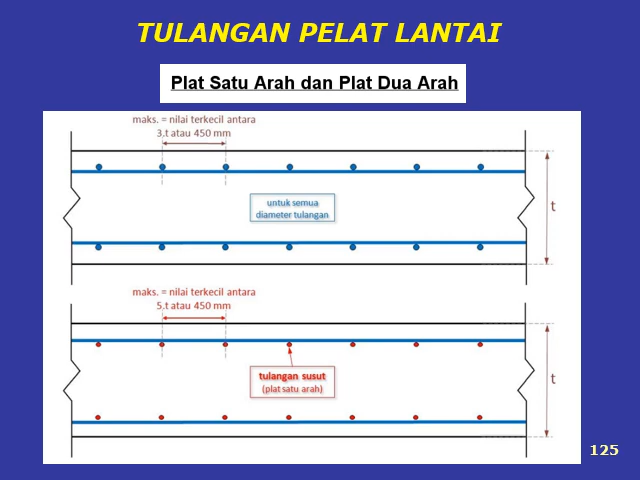 TULANGAN PELAT LANTAI
Plat Satu Arah dan Plat Dua Arah
maks. = nilai terkecil antara
3.t atau 450 mm
untuk semua
diameter tulangan
t
maks. = nilai terkecil antara
5.t atau 450 mm
tulangan susut
(plat satu arah)
t
125